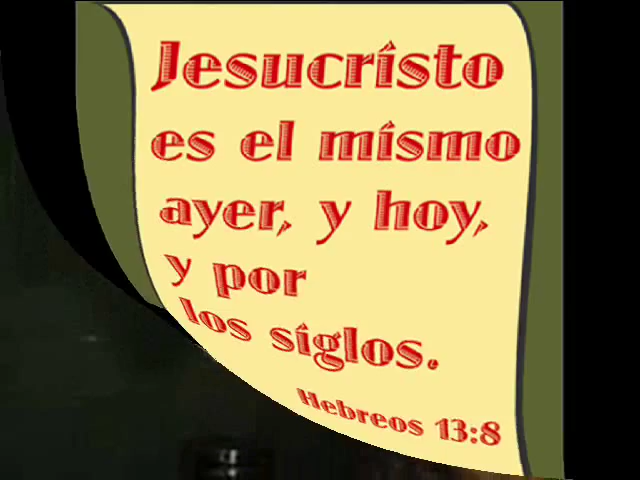 Jesucristo
es el mismo
ayer, y hoy,
y por
los siglos.
Hebreos 13:8